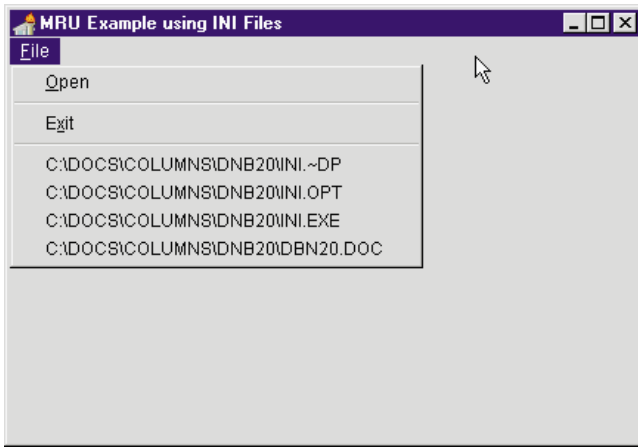 MRU Example using INI Files
File
Open
Exit
C:\DOCS\COLUMNS\DNB20\INI.~DP
C:\DOCS\COLUMNS\DNB20\INI.OPT
C:\DOCS\COLUMNS\DNB20\INI.EXE
C:\DOCS\COLUMNS\DNB20\DBN20.DOC